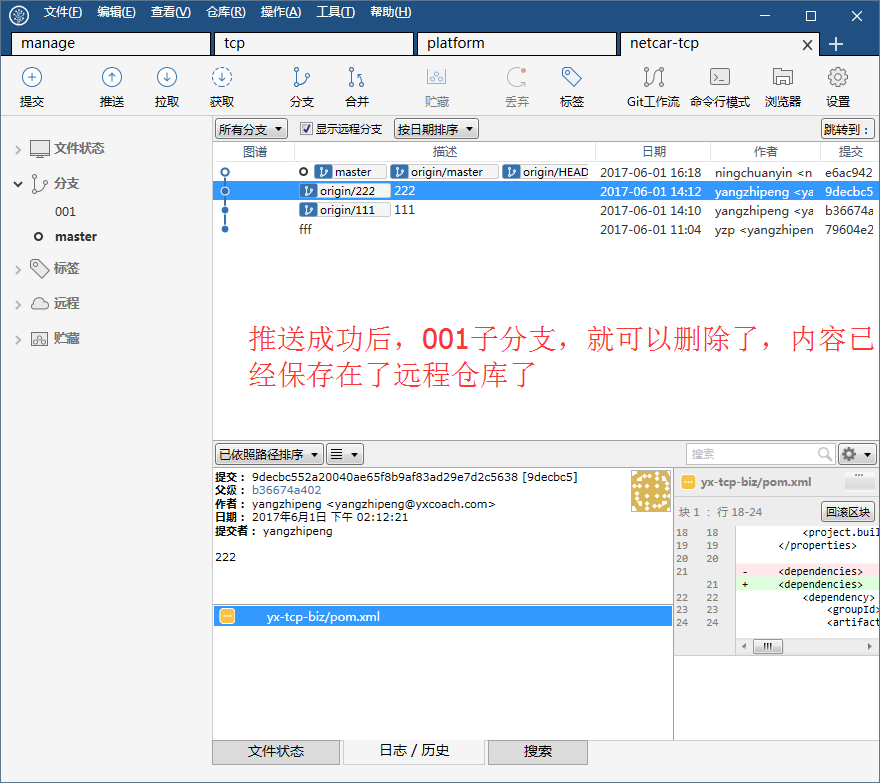 文件(F) 编辑(E) 查看(V) 仓库(R) 操作(A) 工具(T) 帮助(H)
manage tcp platform netcar-tcp
提交 推送 拉取 获取 分支 合并 贮藏 丢弃 标签 Git工作流 命令行模式 浏览器 设置
文件状态
分支
001
master
标签
远程
贮藏
所有分支 显示远程分支 按日期排序 跳转到：
图谱 描述 日期 作者 提交
master origin/master origin/HEAD 2017-06-01 16:18 ningchuanyin <n e6ac942
origin/222 222 2017-06-01 14:12 yangzhipeng <ya 9decbc5
origin/111 111 2017-06-01 14:10 yangzhipeng <ya b36674a
fff 2017-06-01 11:04 yzp <yangzhipen 79604e2
推送成功后，001子分支，就可以删除了，内容已
经保存在了远程仓库了
已依照路径排序 搜索
提交： 9decbc552a20040ae65f8b9af83ad29e7d2c5638 [9decbc5]
父级： b36674a402
作者： yangzhipeng <yangzhipeng@yxcoach.com>
日期： 2017年6月1日 下午 02:12:21
提交者： yangzhipeng
222
yx-tcp-biz/pom.xml
yx-tcp-biz/pom.xml
块 1 ： 行 18-24 回滚区块
18 18 <project.buil
19 19 </properties>
20 20
21 - <dependencies>
21 + <dependencies>
22 22 <dependency>
23 23 <groupId>
24 24 <artifact
文件状态 日志 / 历史 搜索